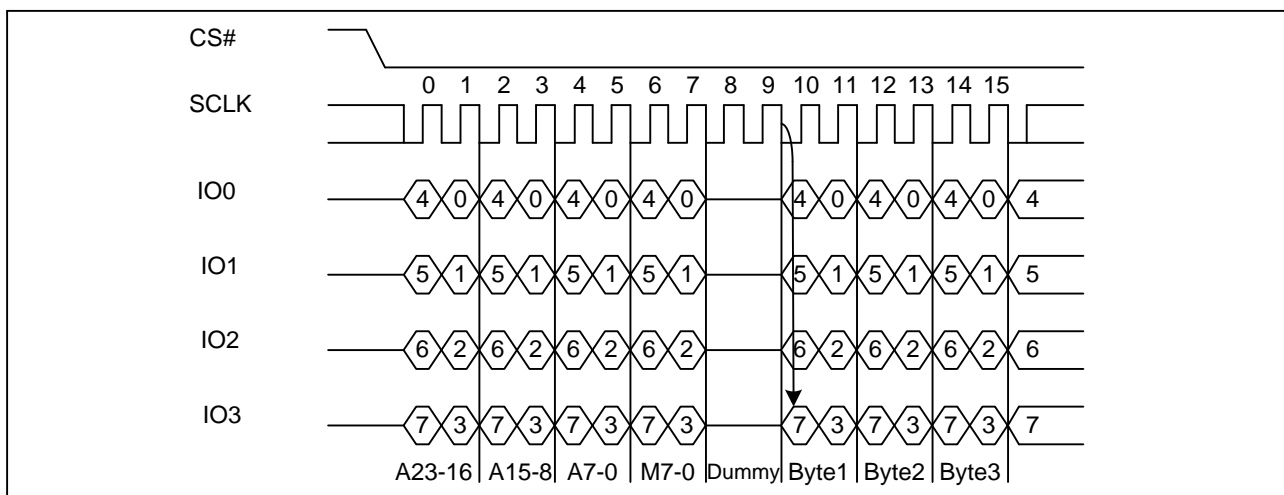 CS#
0 1 2 3 4 5 6 7 8 9 10 11 12 13 14 15
SCLK
IO0 4 0 4 0 4 0 4 0 4 0 4 0 4 0 4
IO1 5 1 5 1 5 1 5 1 5 1 5 1 5 1 5
IO2 6 2 6 2 6 2 6 2 6 2 6 2 6 2 6
IO3 7 3 7 3 7 3 7 3 7 3 7 3 7 3 7
A23-16 A15-8 A7-0 M7-0 Dummy Byte1 Byte2 Byte3